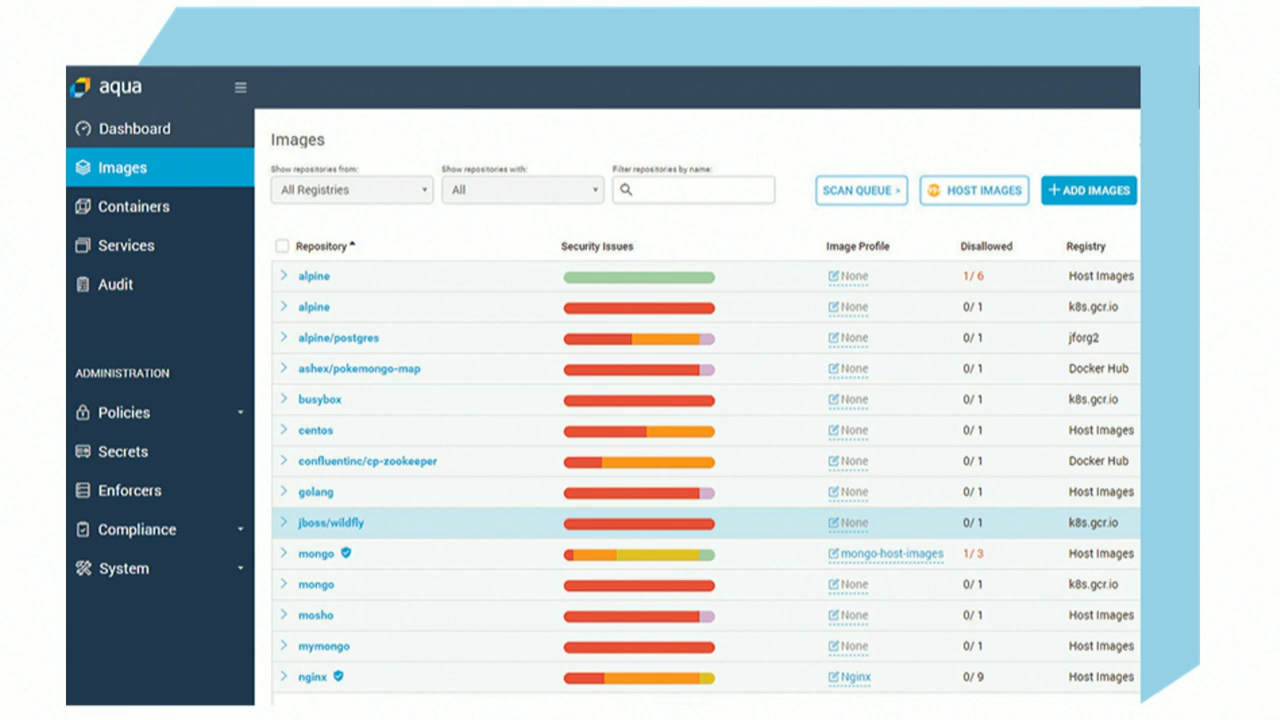 aqua
Dashboard
Images
Containers
Services
Audit
ADMINISTRATION
Policies
Secrets
Enforcers
Compliance
System
Images
Show repositories from: Show repositories with: Filter repositories by name:
All Registries All SCAN QUEUE > HOST IMAGES + ADD IMAGES
Repository Security Issues Image Profile Disallowed Registry
alpine None 1/ 6 Host Images
alpine None 0/ 1 k8s.gcr.io
alpine/postgres None 0/ 1 jforg2
ashex/pokemongo-map None 0/ 1 Docker Hub
busybox None 0/ 1 k8s.gcr.io
centos None 0/ 1 Host Images
confluentinc/cp-zookeeper None 0/ 1 Docker Hub
golang None 0/ 1 Host Images
jboss/wildfly None 0/ 1 k8s.gcr.io
mongo mongo-host-images 1/ 3 Host Images
mongo None 0/ 1 k8s.gcr.io
mosho None 0/ 1 Host Images
mymongo None 0/ 1 Host Images
nginx Nginx 0/ 9 Host Images